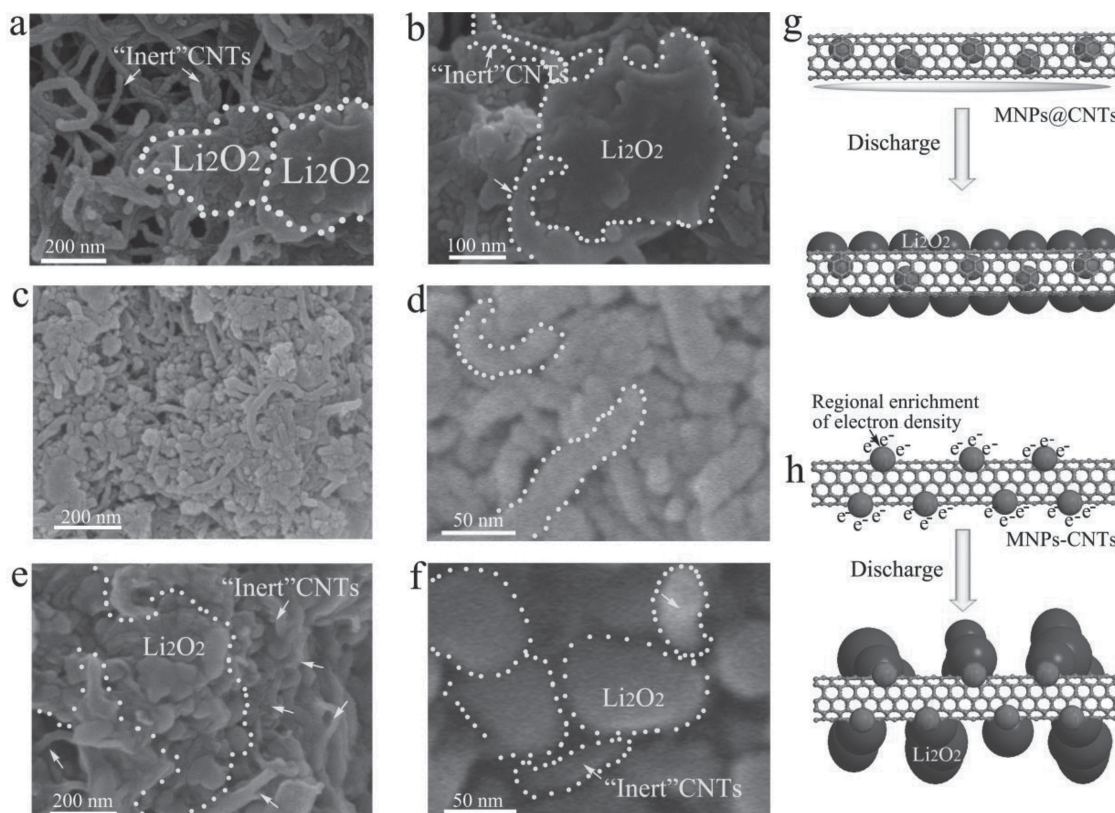 a
“Inert”CNTs
Li2O2
Li2O2
200 nm
b
“Inert”CNTs
Li2O2
100 nm
c
200 nm
d
50 nm
e
“Inert”CNTs
Li2O2
200 nm
f
Li2O2
“Inert”CNTs
50 nm
g
MNPs@CNTs
Discharge
Li2O2
h
Regional enrichment
of electron density
e- e- e- e- e- e- e-
e- e- e- e- e- e- e- e- e- e- e-
MNPs-CNTs
Discharge
Li2O2